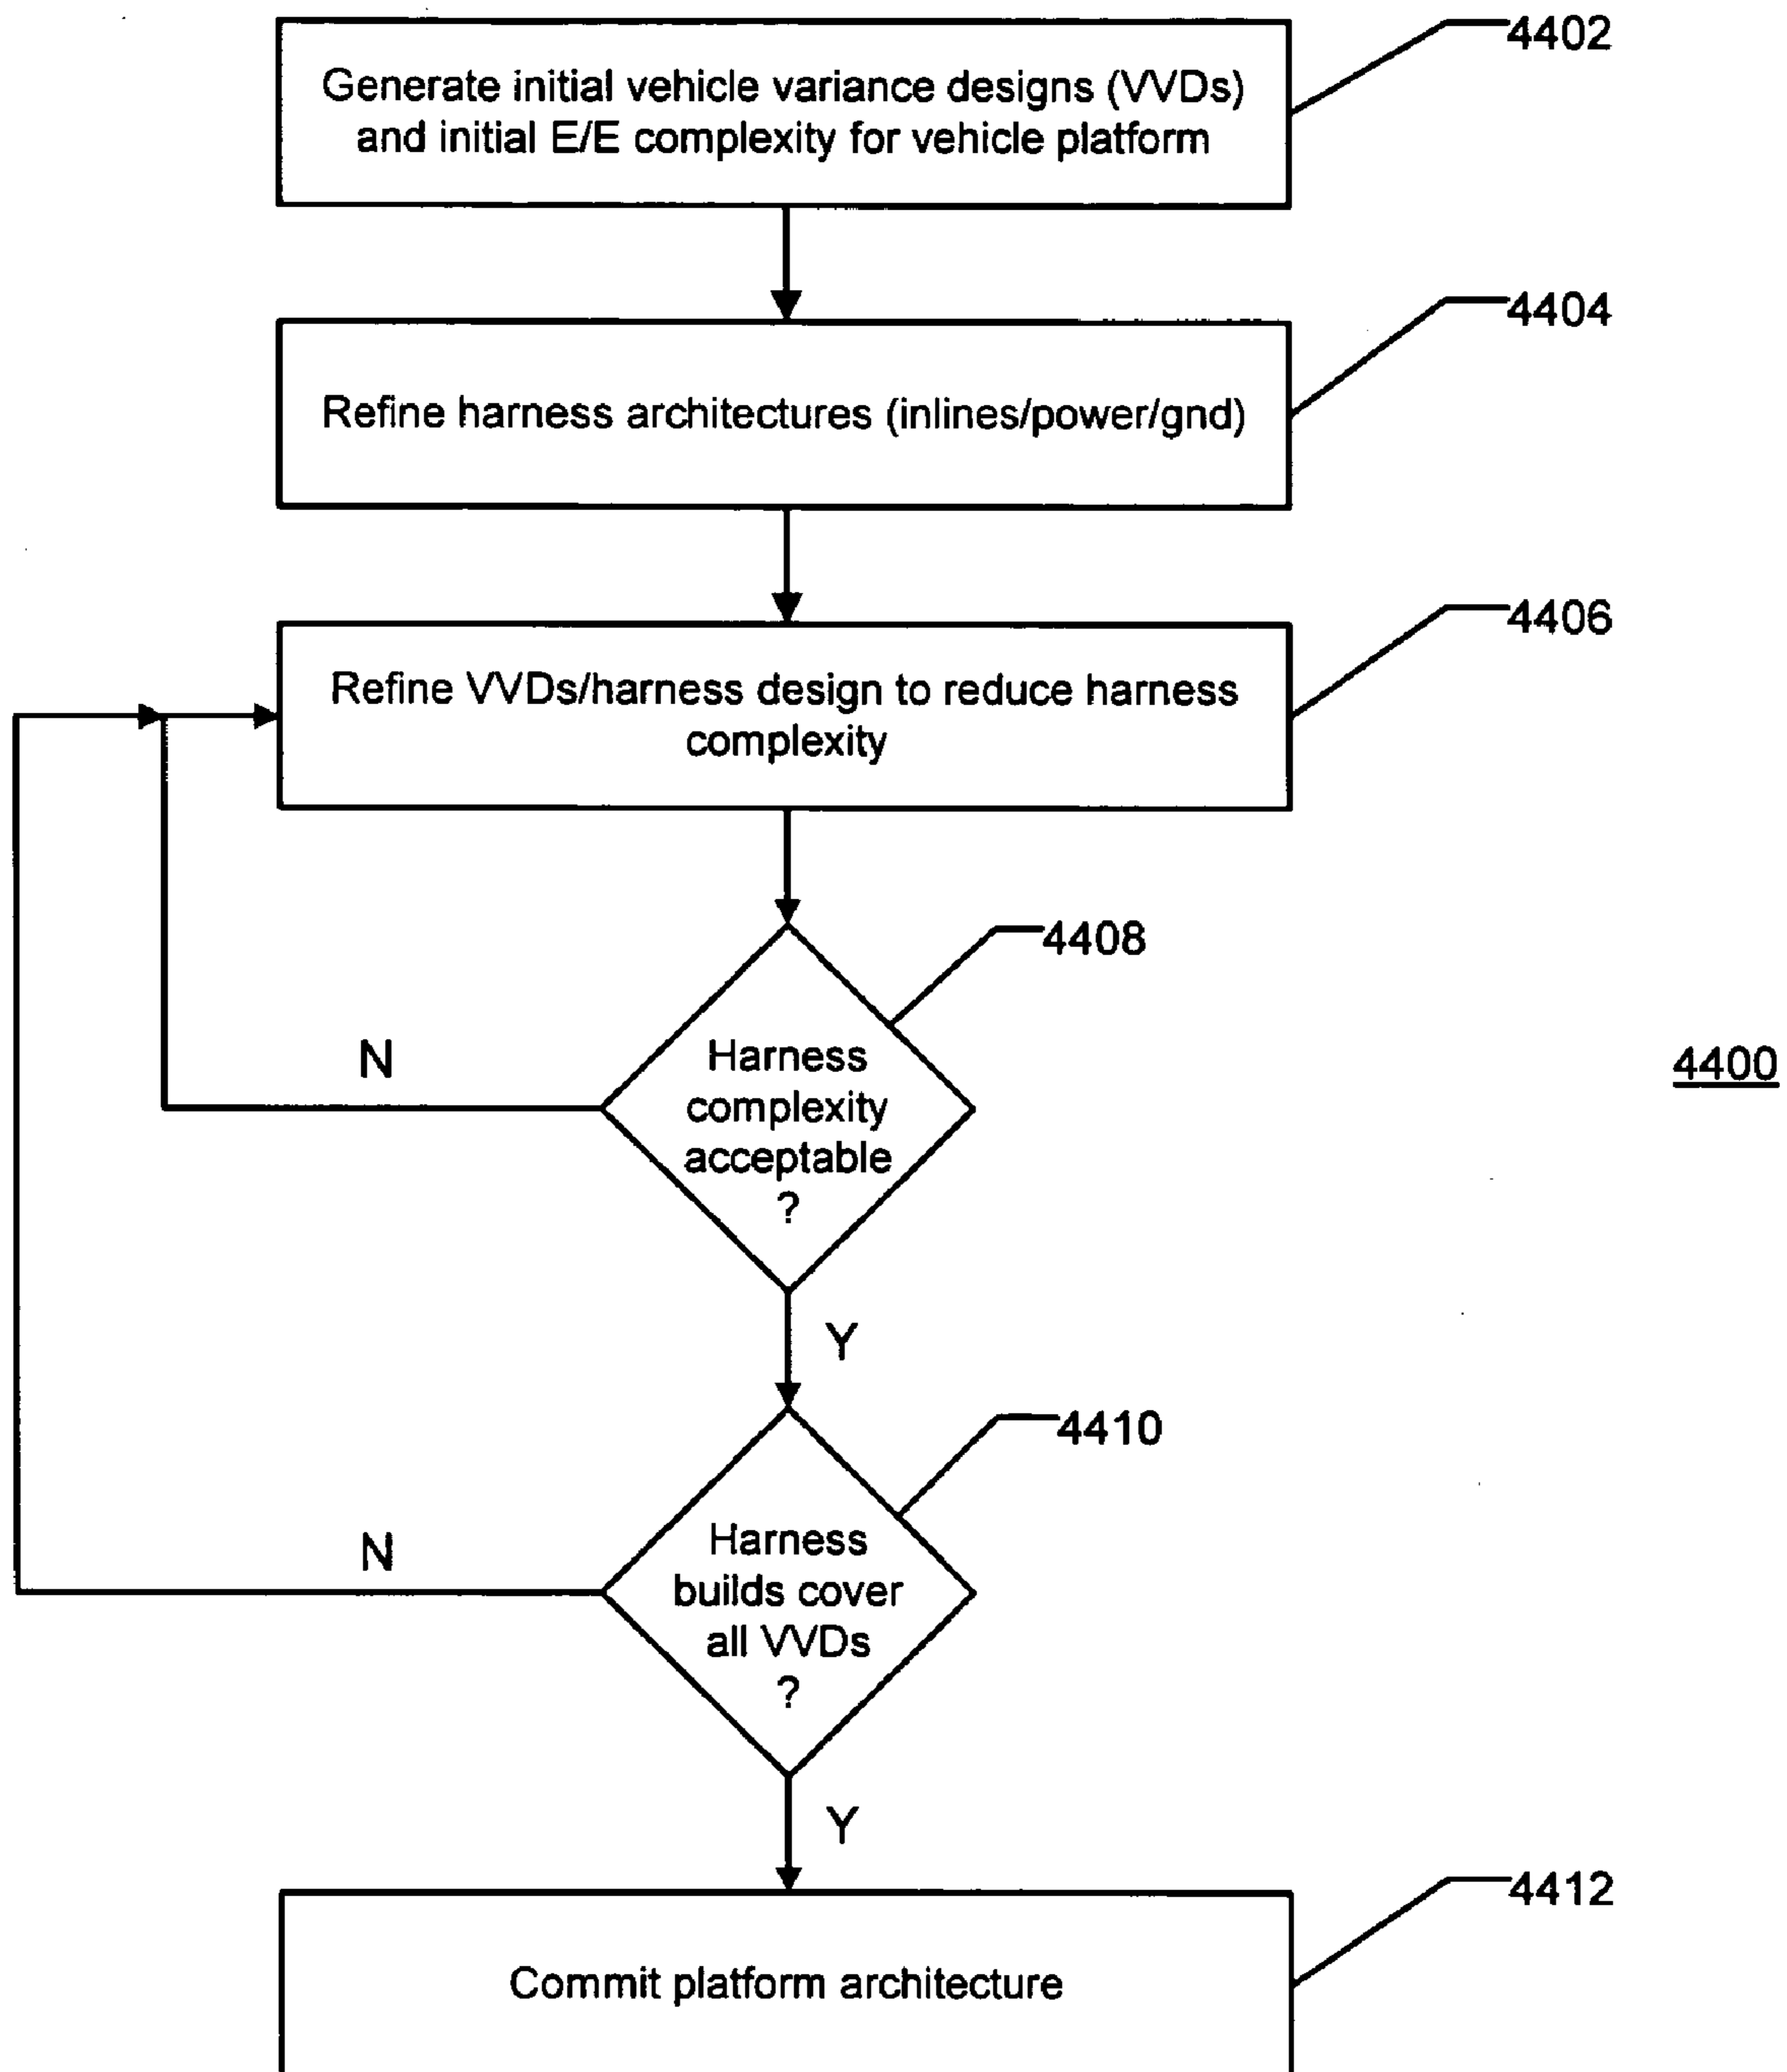 4402
Generate initial vehicle variance designs (VVDs)
and initial E/E complexity for vehicle platform
4404
Refine harness architectures (inlines/power/gnd)
4406
Refine VVDs/harness design to reduce harness
complexity
4408
Harness
complexity
acceptable
?
N
4400
Y
4410
Harness
builds cover
all VVDs
?
N
Y
4412
Commit platform architecture